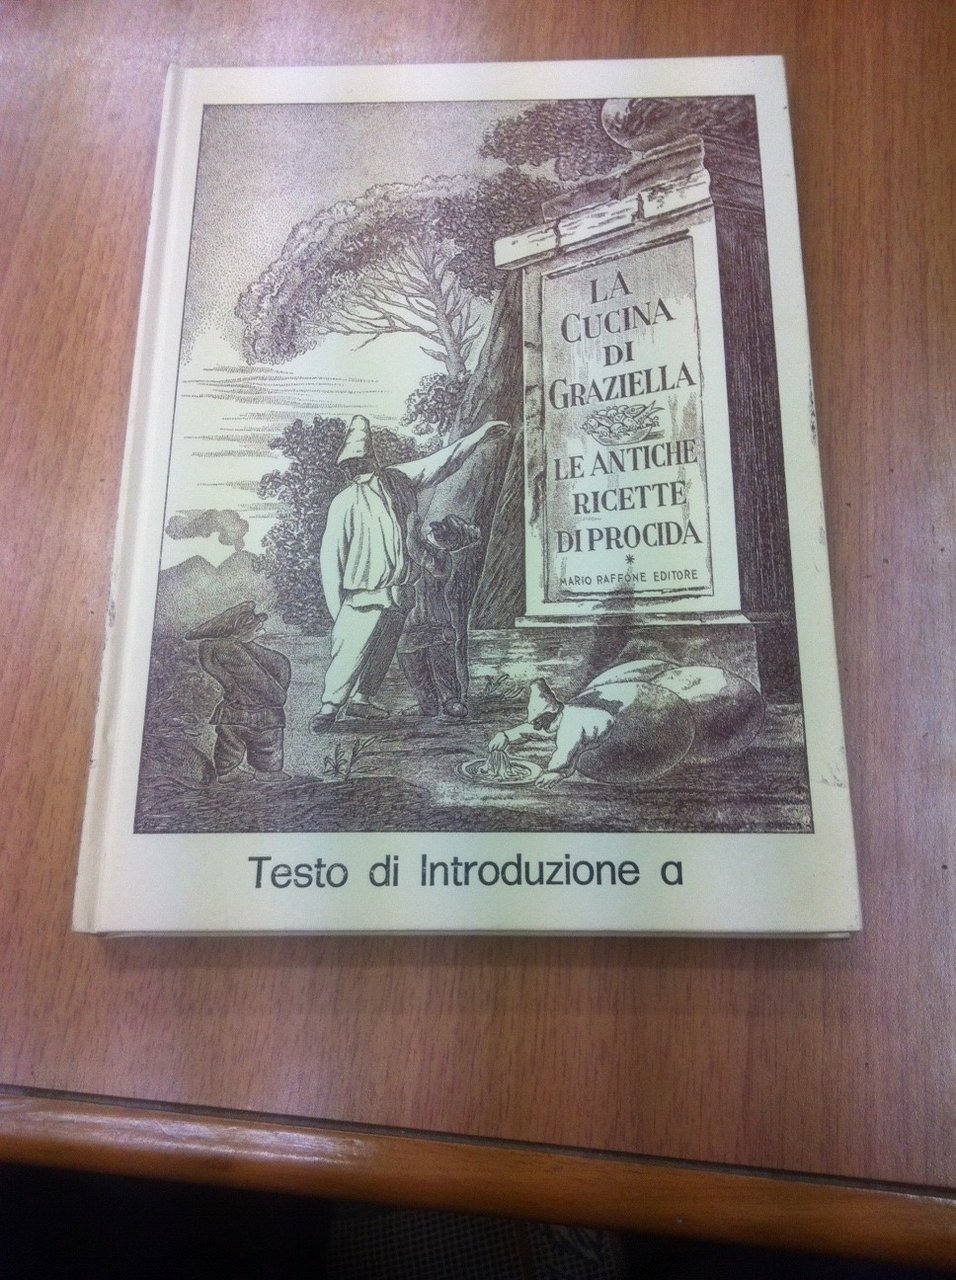 LA
CUCINA
DI
GRAZIELLA
LE ANTICHE
RICETTE
DI PROCIDA
*
MARIO RAFFONE EDITORE
Testo di Introduzione a